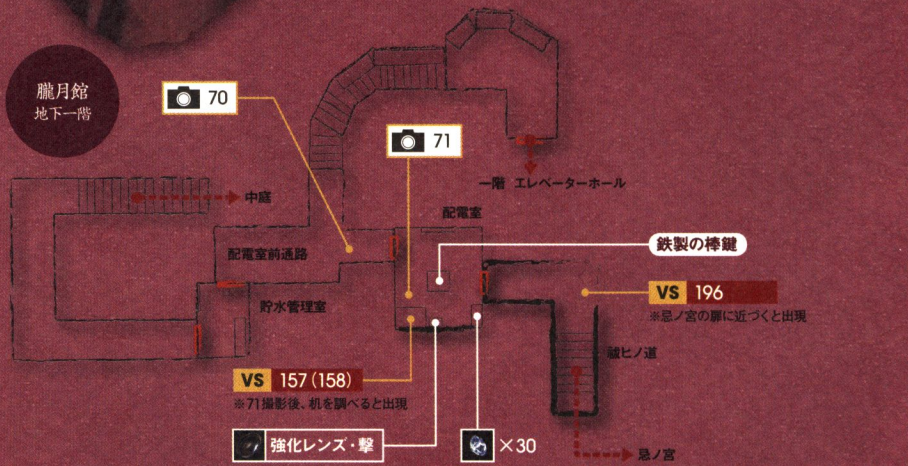 朧月館
地下一階
70
71
一階 エレベーターホール
中庭
配電室
配電室前通路
鉄製の棒鍵
VS 196
※忌ノ宮の扉に近づくと出現
貯水管理室
祓ヒノ道
VS 157(158)
※71撮影後、机を調べると出現
強化レンズ・撃
×30
忌ノ宮